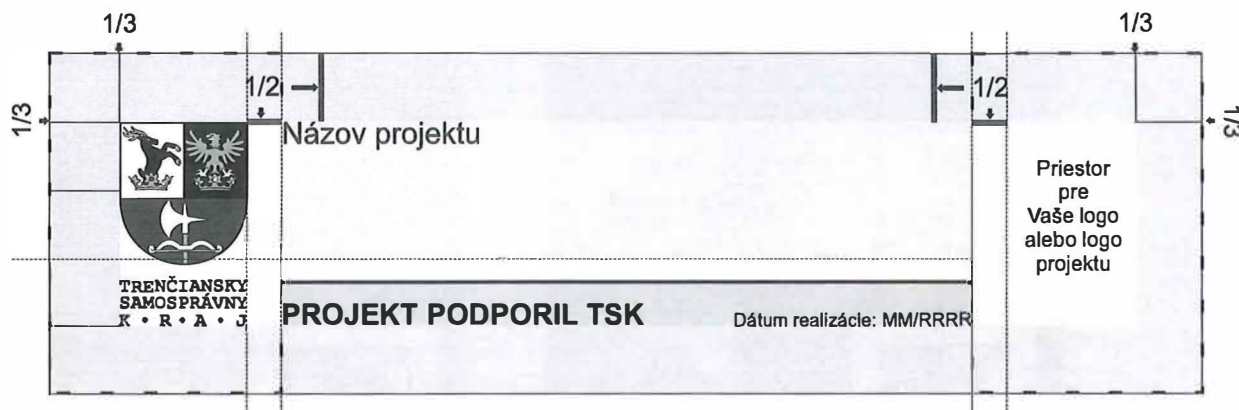 1/3
1/3
1/2
1/2
1/3
1/3
Názov projektu
Priestor
pre
Vaše logo
alebo logo
projektu
TRENČIANSKY
SAMOSPRÁVNY
K • R • A • J
PROJEKT PODPORIL TSK
Dátum realizácie: MM/RRRR